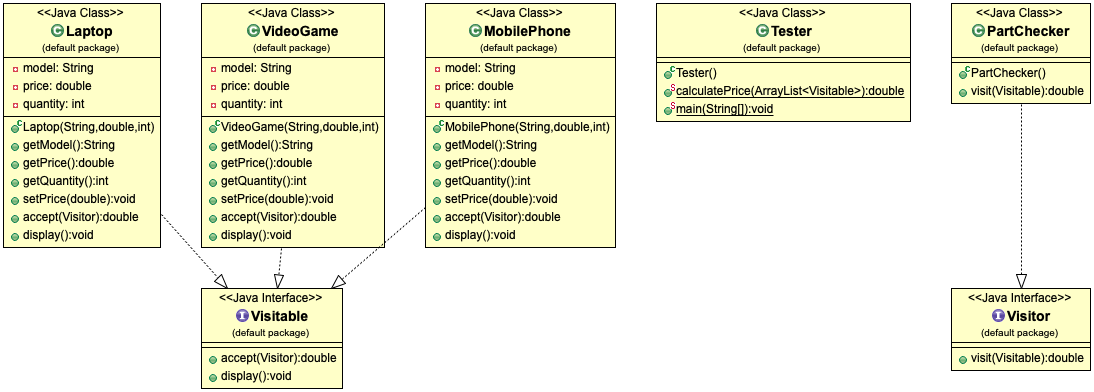 <<Java Class>>
Laptop
(default package)
model: String
price: double
quantity: int
Laptop(String,double,int)
getModel():String
getPrice():double
getQuantity():int
setPrice(double):void
accept(Visitor):double
display():void
<<Java Class>>
VideoGame
(default package)
model: String
price: double
quantity: int
VideoGame(String,double,int)
getModel():String
getPrice():double
getQuantity():int
setPrice(double):void
accept(Visitor):double
display():void
<<Java Class>>
MobilePhone
(default package)
model: String
price: double
quantity: int
MobilePhone(String,double,int)
getModel():String
getPrice():double
getQuantity():int
setPrice(double):void
accept(Visitor):double
display():void
<<Java Class>>
Tester
(default package)
Tester()
calculatePrice(ArrayList<Visitable>):double
main(String[]):void
<<Java Class>>
PartChecker
(default package)
PartChecker()
visit(Visitable):double
<<Java Interface>>
Visitable
(default package)
accept(Visitor):double
display():void
<<Java Interface>>
Visitor
(default package)
visit(Visitable):double